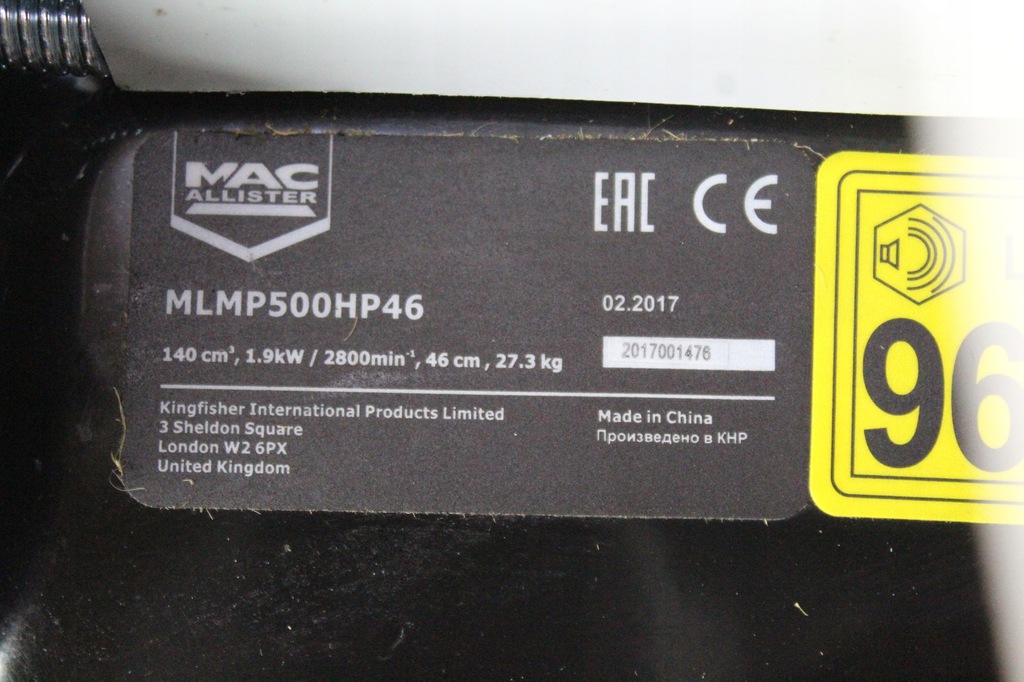 MAC
ALLISTER
EAC CE
MLMP500HP46
02.2017
140 cm³, 1.9kW / 2800min⁻¹, 46 cm , 27.3 kg
2017001476
Kingfisher International Products Limited
3 Sheldon Square
London W2 6PX
United Kingdom
Made in China
Произведено в КНР
96